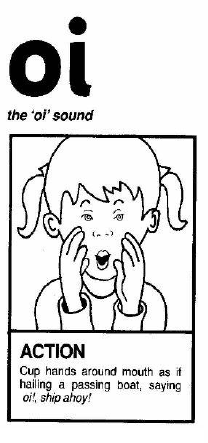 oi
the 'oi' sound
ACTION
Cup hands around mouth as if
hailing a passing boat, saying
oi!, ship ahoy!